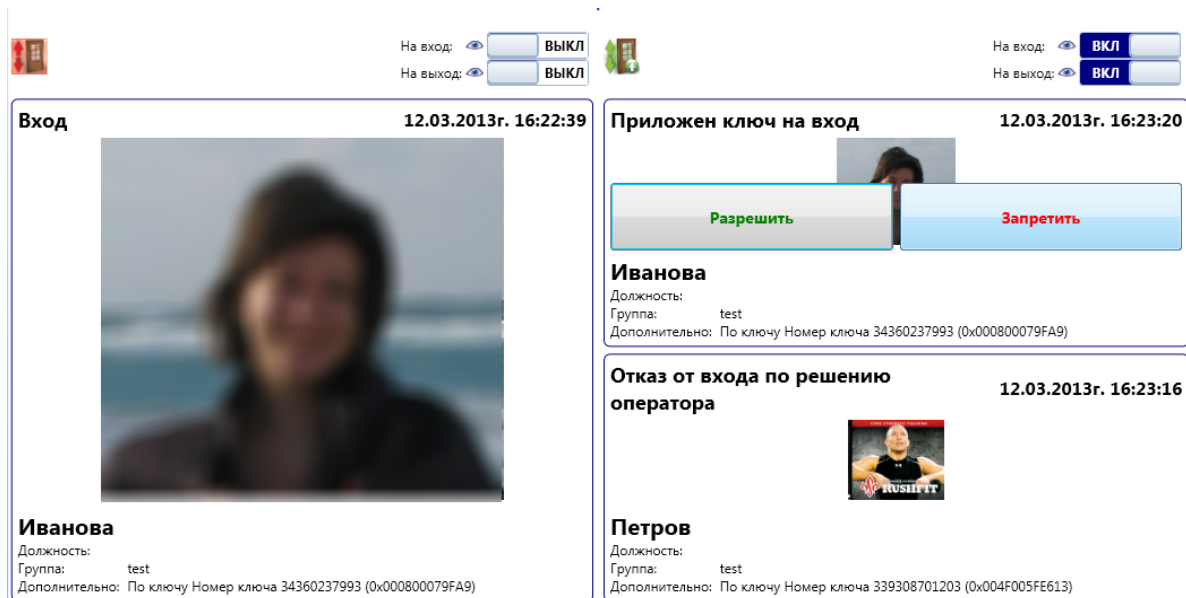 На вход: ВЫКЛ
На выход: ВЫКЛ
Вход 12.03.2013г. 16:22:39
Иванова
Должность:
Группа: test
Дополнительно: По ключу Номер ключа 34360237993 (0x000800079FA9)
На вход: ВКЛ
На выход: ВКЛ
Приложен ключ на вход 12.03.2013г. 16:23:20
Разрешить Запретить
Иванова
Должность:
Группа: test
Дополнительно: По ключу Номер ключа 34360237993 (0x000800079FA9)
Отказ от входа по решению
оператора 12.03.2013г. 16:23:16
RUSHFIT
Петров
Должность:
Группа: test
Дополнительно: По ключу Номер ключа 339308701203 (0x004F005FE613)